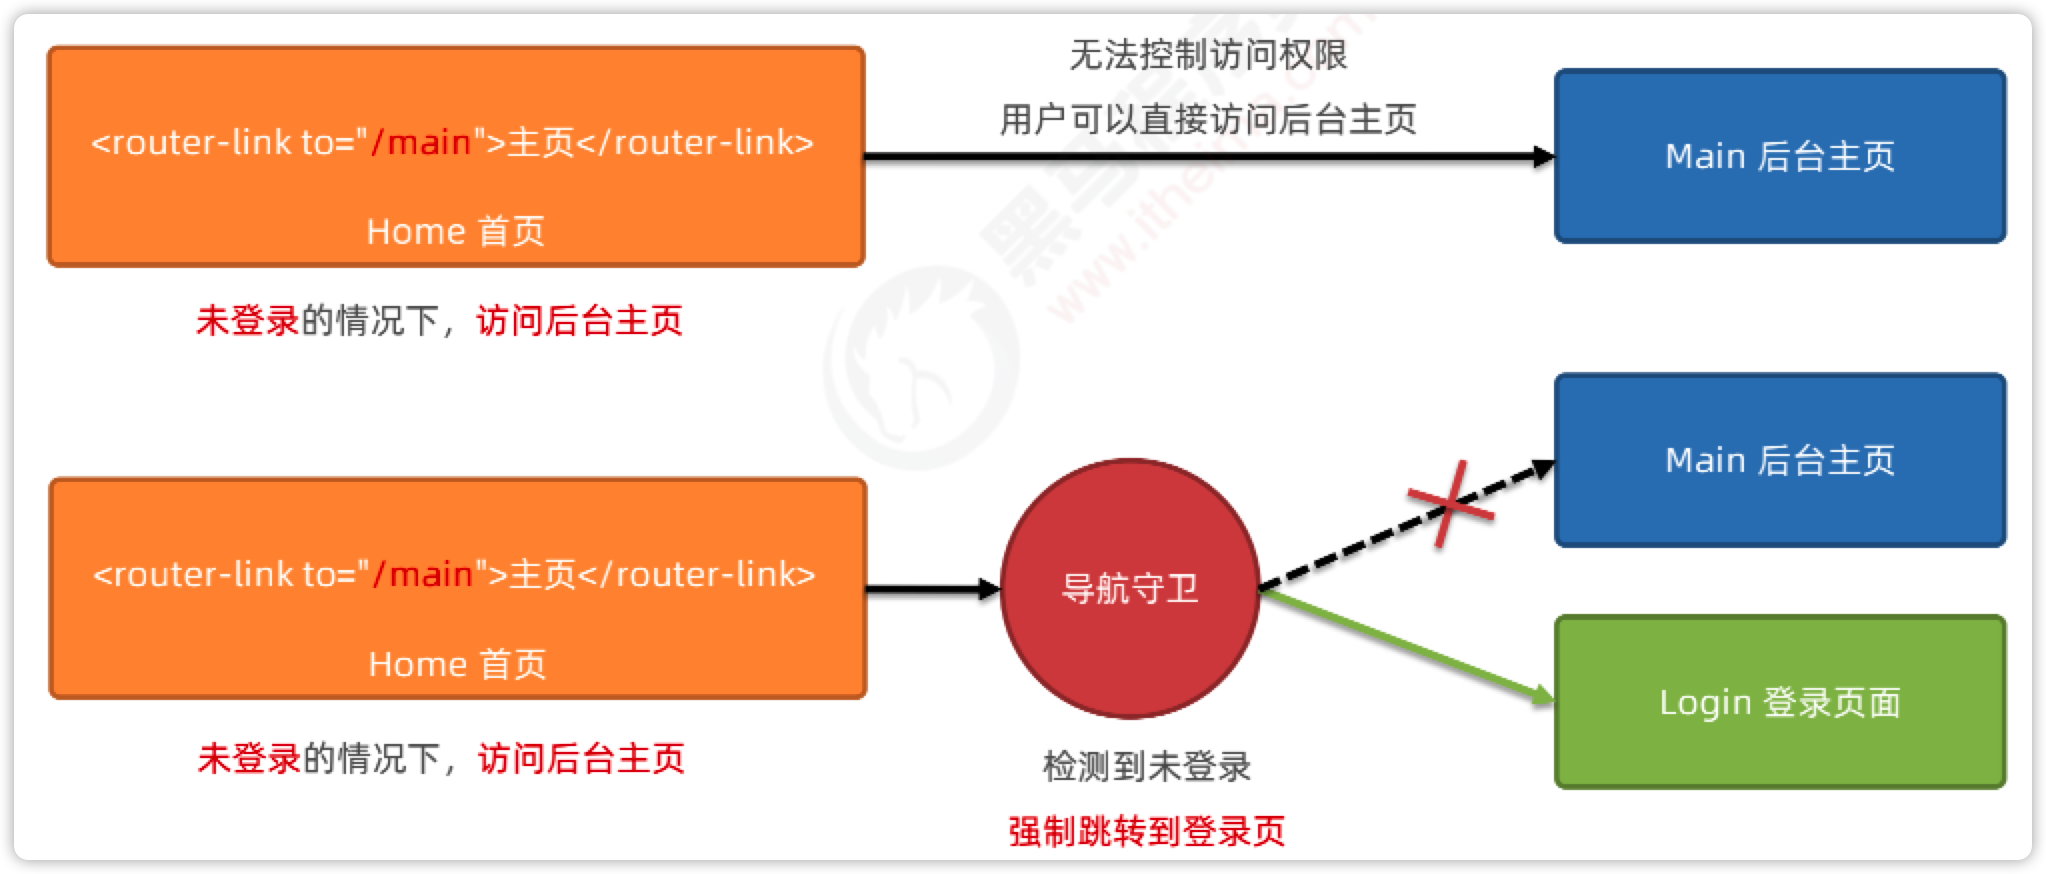 无法控制访问权限
用户可以直接访问后台主页
<router-link to="/main">主页</router-link>
Home 首页
Main 后台主页
未登录的情况下，访问后台主页
<router-link to="/main">主页</router-link>
Home 首页
导航守卫
Main 后台主页
Login 登录页面
未登录的情况下，访问后台主页
检测到未登录
强制跳转到登录页